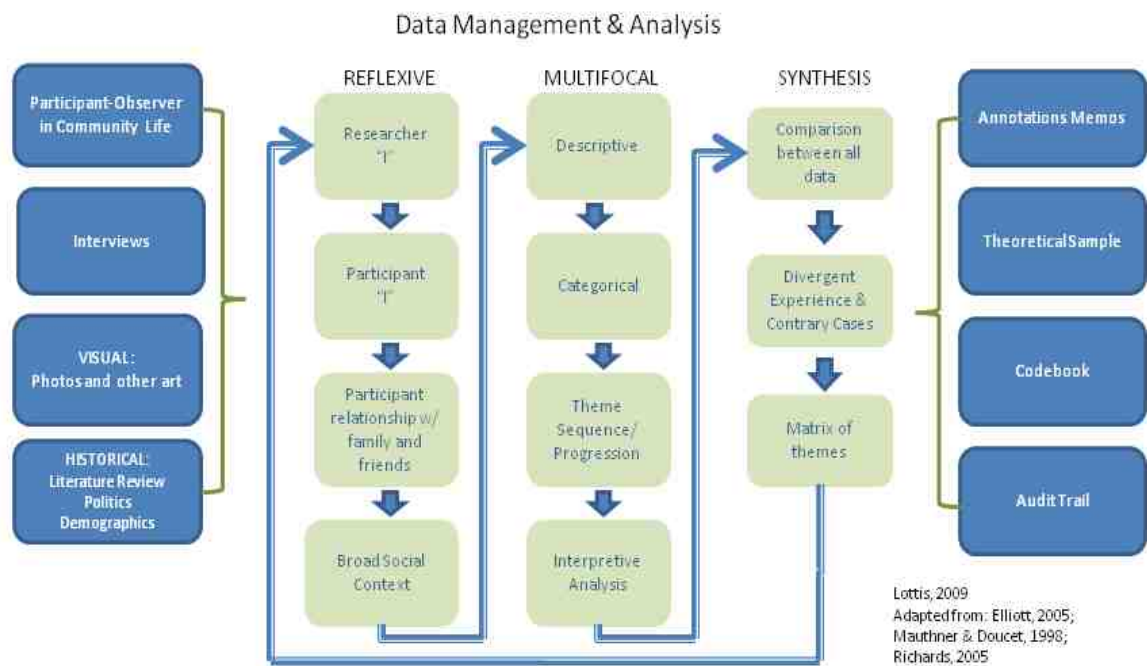 Data Management & Analysis
Participant-Observer
in Community Life
Interviews
VISUAL:
Photos and other art
HISTORICAL:
Literature Review
Politics
Demographics
REFLEXIVE
Researcher
"I"
Participant
"I"
Participant
relationship w/
family and
friends
Broad Social
Context
MULTIFOCAL
Descriptive
Categorical
Theme
Sequence/
Progression
Interpretive
Analysis
SYNTHESIS
Comparison
between all
data
Divergent
Experience &
Contrary Cases
Matrix of
themes
Annotations Memos
Theoretical Sample
Codebook
Audit Trail
Lottis, 2009
Adapted from: Elliott, 2005;
Mauthner & Doucet, 1998;
Richards, 2005